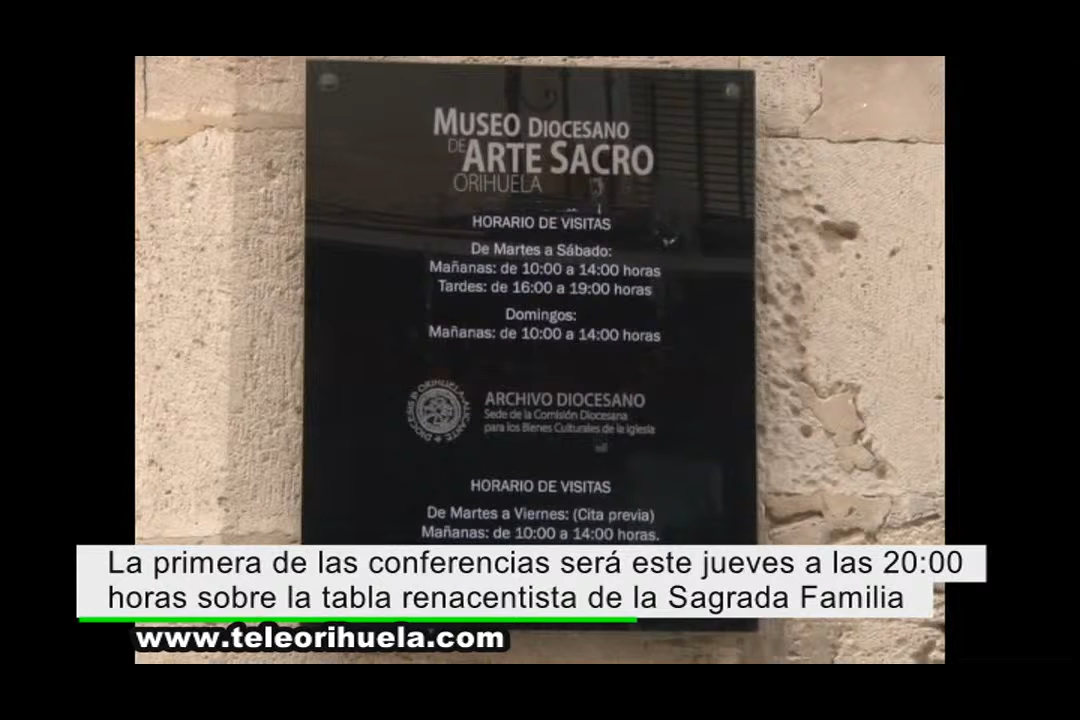 MUSEO DIOCESANO
DE ARTE SACRO
ORIHUELA
HORARIO DE VISITAS
De Martes a Sábado:
Mañanas: de 10:00 a 14:00 horas
Tardes: de 16:00 a 19:00 horas
Domingos:
Mañanas: de 10:00 a 14:00 horas
DIOCESIS D ORIHUELA-ALICANTE
ARCHIVO DIOCESANO
Sede de la Comisión Diocesana
para los Bienes Culturales de la Iglesia
HORARIO DE VISITAS
De Martes a Viernes: (Cita previa)
Mañanas: de 10:00 a 14:00 horas.
La primera de las conferencias será este jueves a las 20:00
horas sobre la tabla renacentista de la Sagrada Familia
www.teleorihuela.com